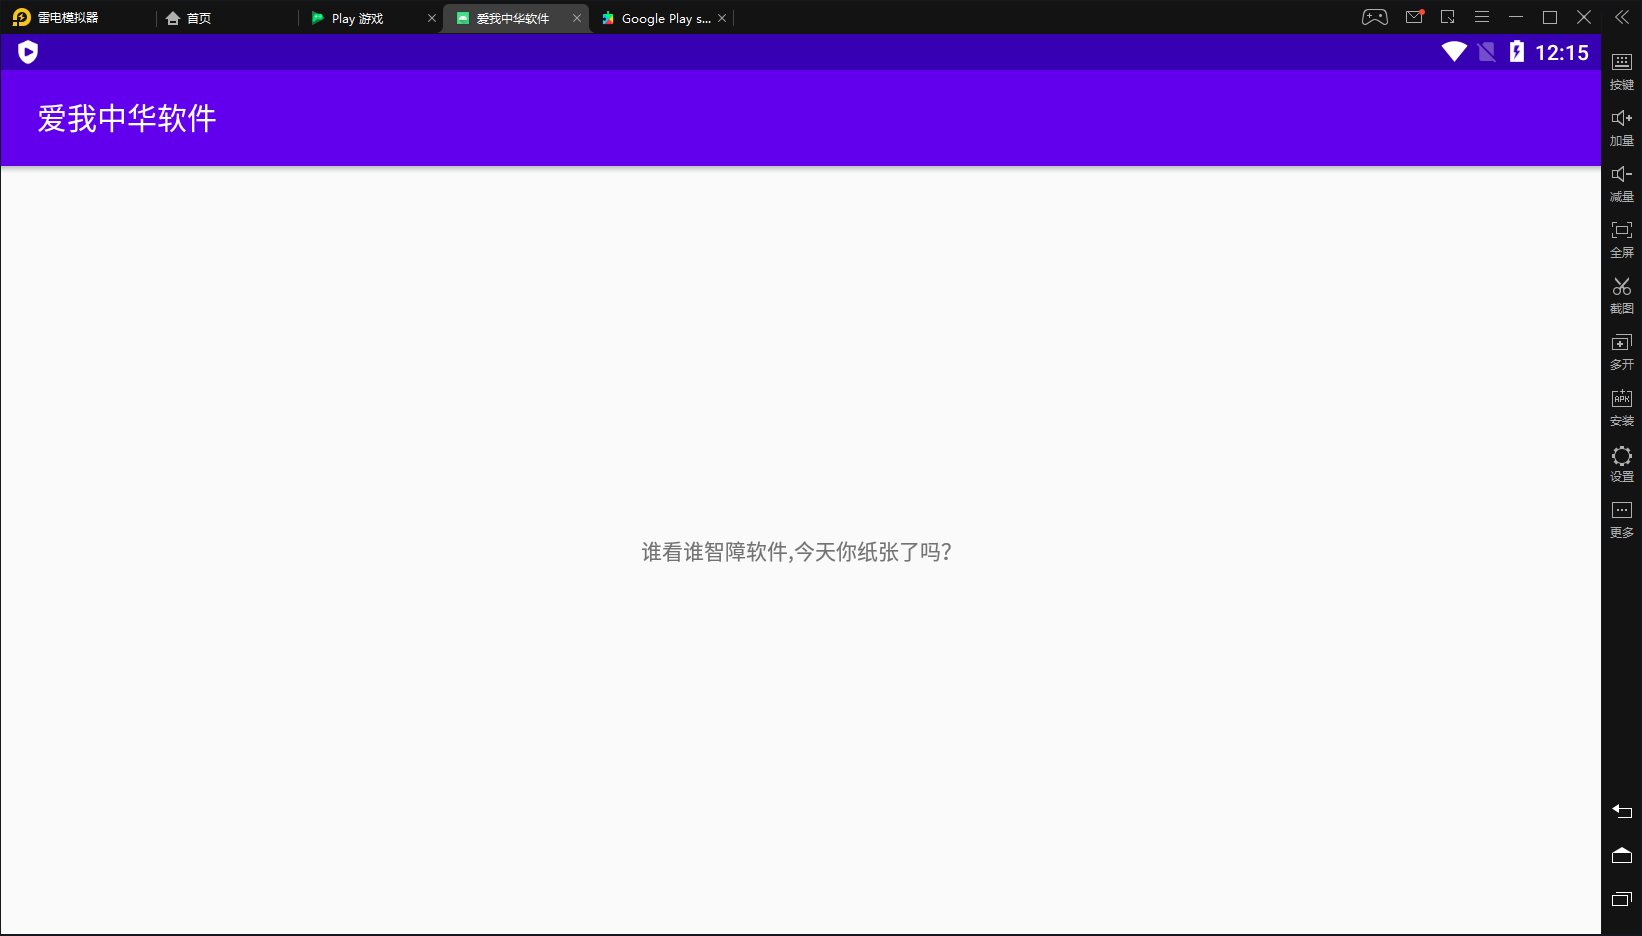 雷电模拟器
首页
Play 游戏
爱我中华软件
Google Play s...
12:15
爱我中华软件
谁看谁智障软件,今天你纸张了吗?
按键
加量
减量
全屏
截图
多开
APK
安装
设置
更多